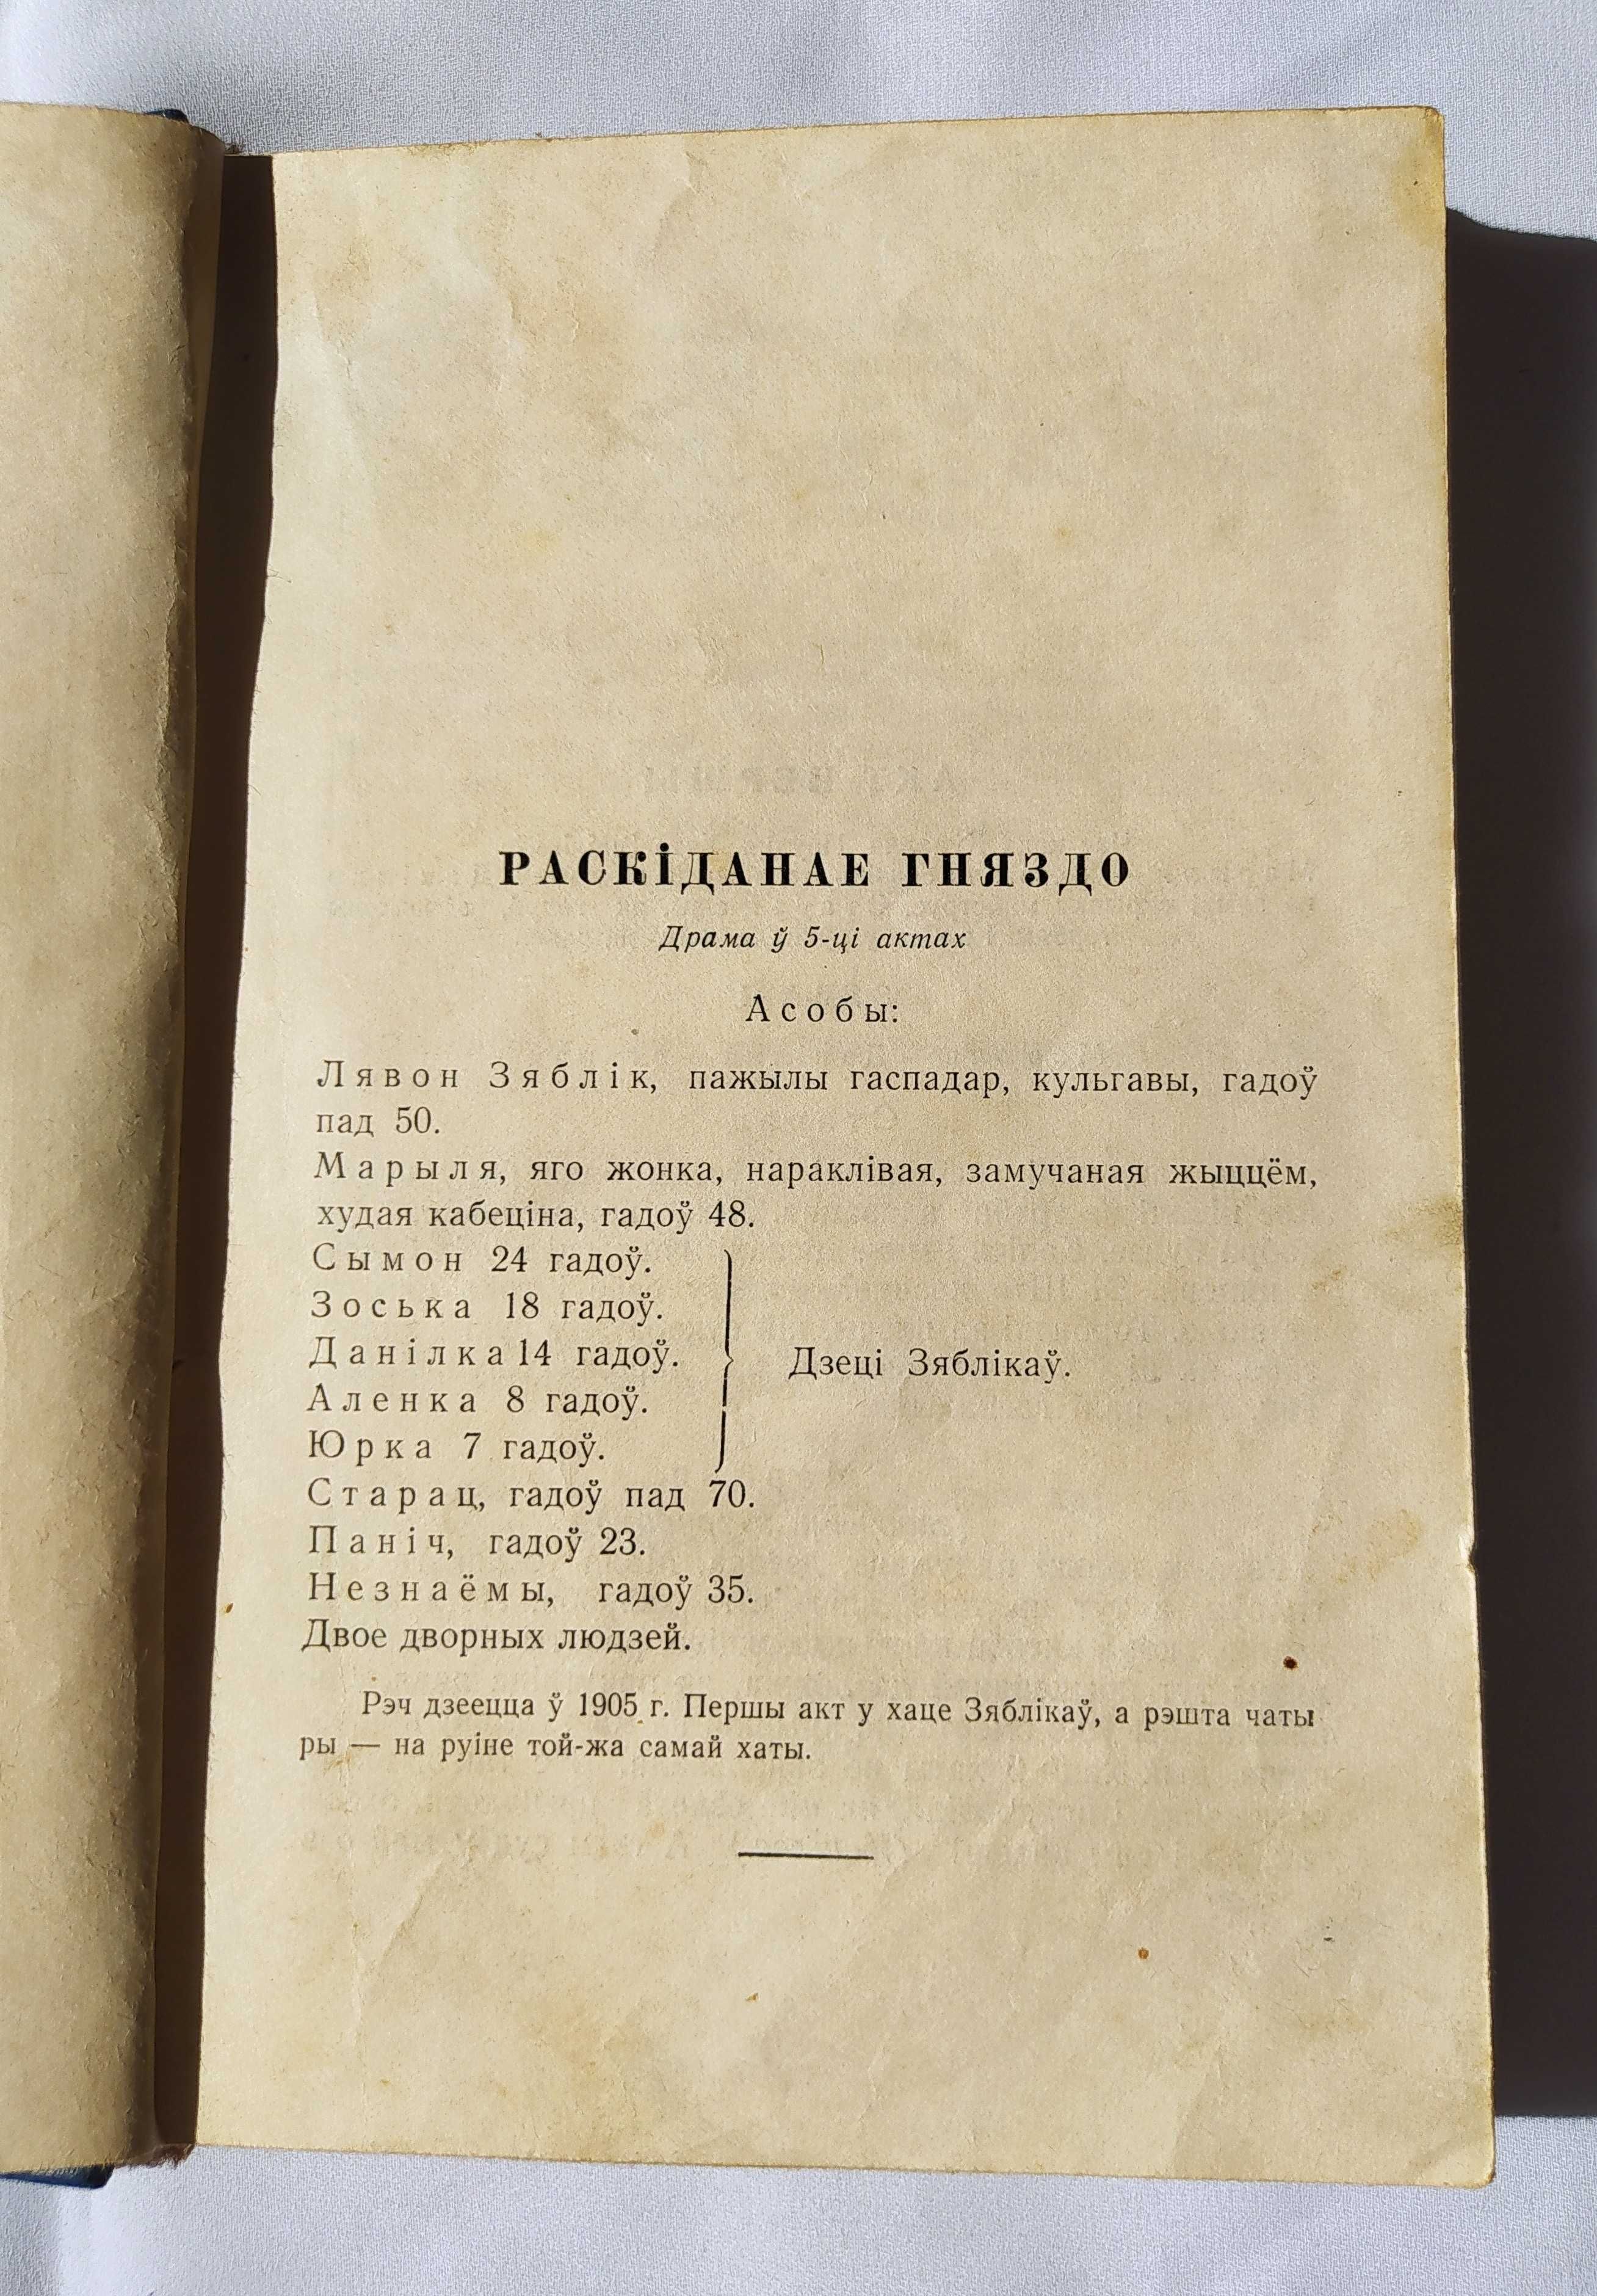 РАСКІДАНАЕ ГНЯЗДО
Драма ў 5-ці актах
Асобы:
Лявон Зяблік, пажылы гаспадар, кульгавы, гадоў
пад 50.
Марыля, яго жонка, нараклівая, замучаная жыццём,
худая кабеціна, гадоў 48.
Сымон 24 гадоў.
Зоська 18 гадоў.
Данілка 14 гадоў.
Аленка 8 гадоў.
Юрка 7 гадоў.
Дзеці Зяблікаў.
Старац, гадоў пад 70.
Паніч, гадоў 23.
Незнаёмы, гадоў 35.
Двое дворных людзей.
Рэч дзеецца ў 1905 г. Першы акт у хаце Зяблікаў, а рэшта чаты
ры — на руіне той-жа самай хаты.